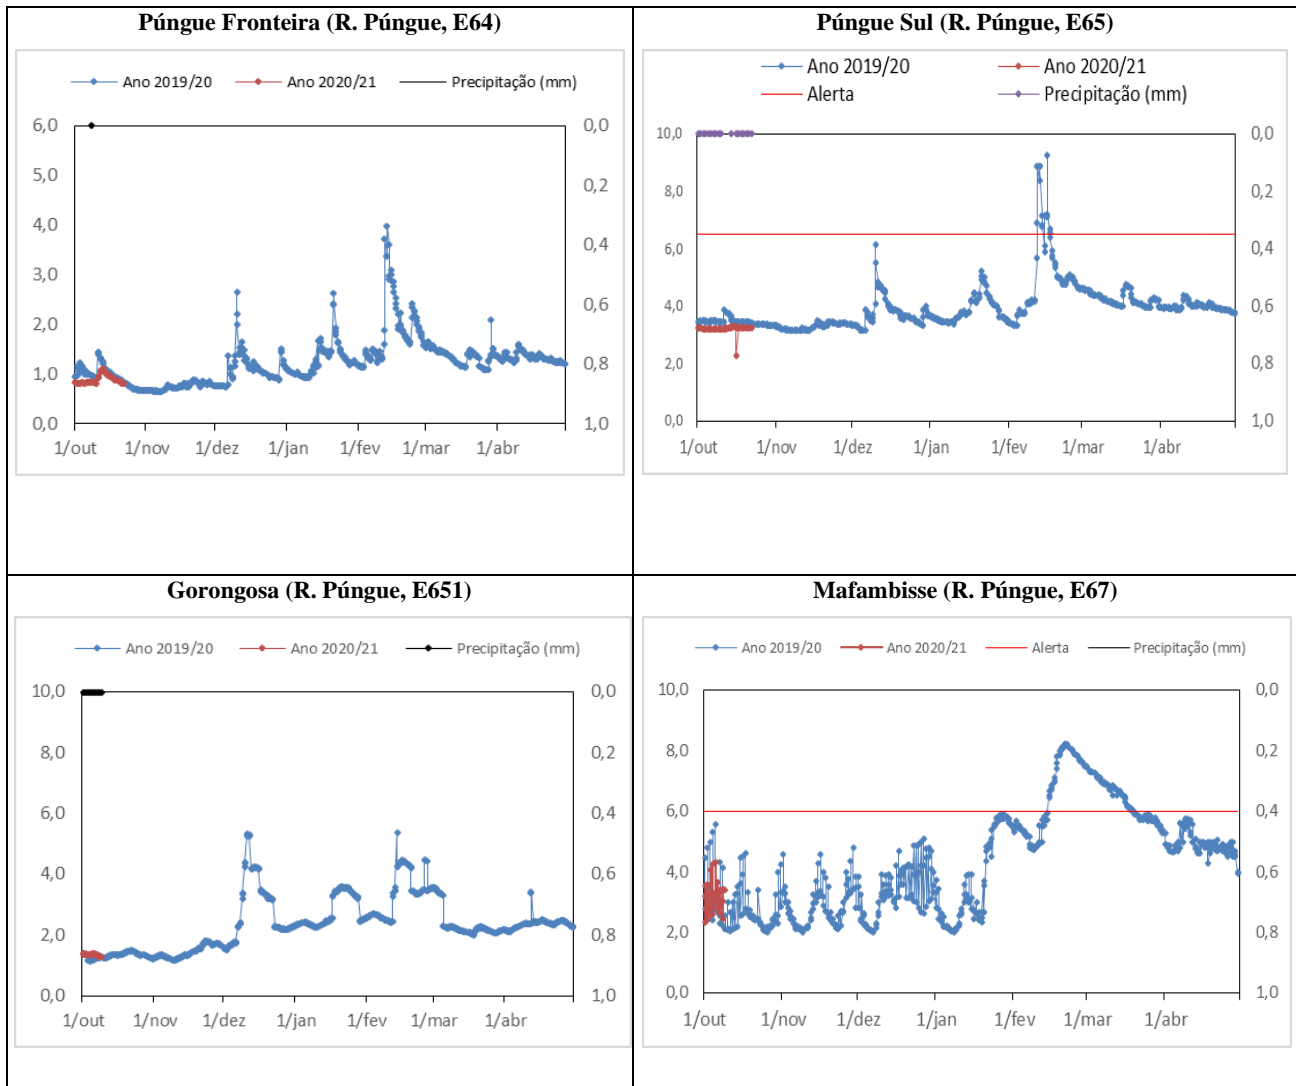 Púngue Fronteira (R. Púngue, E64)
Ano 2019/20 Ano 2020/21 Precipitação (mm)
6,0 0,0
5,0 0,2
4,0 0,4
3,0
2,0 0,6
1,0 0,8
0,0 1,0
1/out 1/nov 1/dez 1/jan 1/fev 1/mar 1/abr
Púngue Sul (R. Púngue, E65)
Ano 2019/20 Ano 2020/21
Alerta Precipitação (mm)
10,0 0,0
8,0 0,2
6,0 0,4
4,0 0,6
2,0 0,8
0,0 1,0
1/out 1/nov 1/dez 1/jan 1/fev 1/mar 1/abr
Gorongosa (R. Púngue, E651)
Ano 2019/20 Ano 2020/21 Precipitação (mm)
10,0 0,0
8,0 0,2
6,0 0,4
4,0 0,6
2,0 0,8
0,0 1,0
1/out 1/nov 1/dez 1/jan 1/fev 1/mar 1/abr
Mafambisse (R. Púngue, E67)
Ano 2019/20 Ano 2020/21 Alerta Precipitação (mm)
10,0 0,0
8,0 0,2
6,0 0,4
4,0 0,6
2,0 0,8
0,0 1,0
1/out 1/nov 1/dez 1/jan 1/fev 1/mar 1/abr